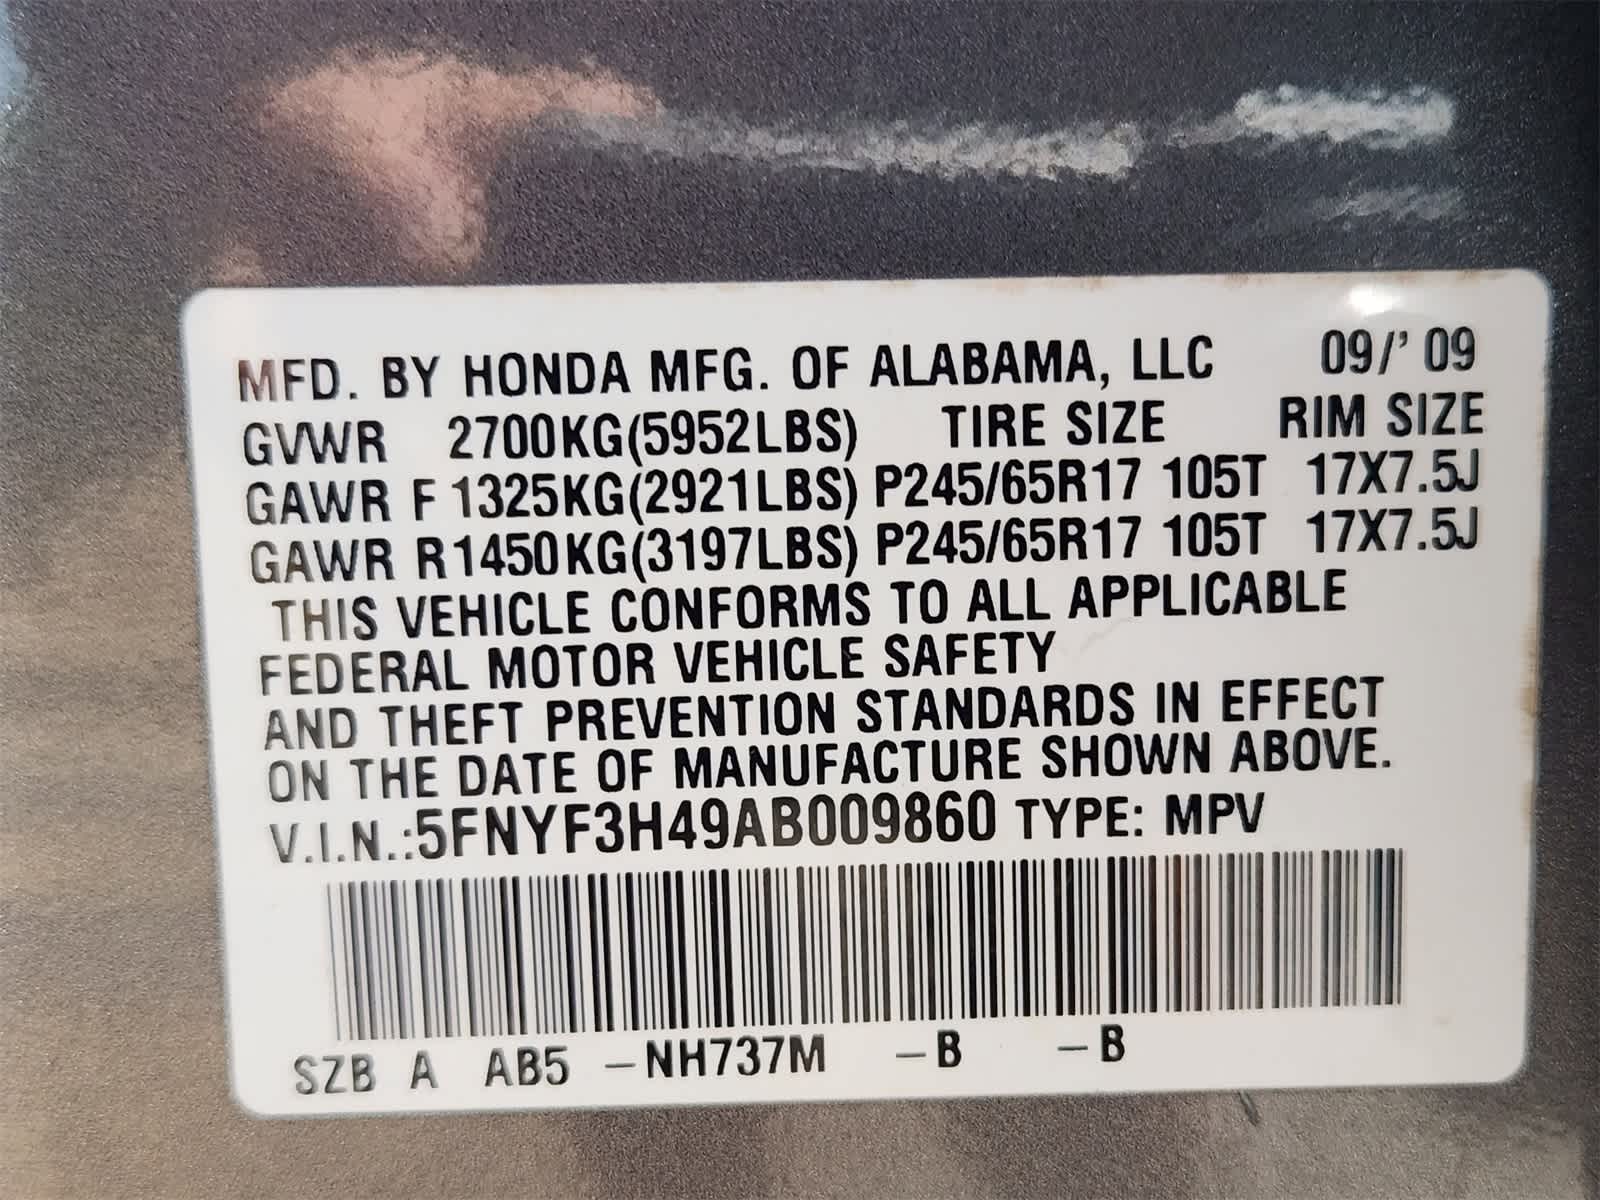 MFD. BY HONDA MFG. OF ALABAMA, LLC 09/' 09
GVWR 2700KG(5952LBS) TIRE SIZE RIM SIZE
GAWR F 1325KG(2921LBS) P245/65R17 105T 17X7.5J
GAWR R1450KG(3197LBS) P245/65R17 105T 17X7.5J
THIS VEHICLE CONFORMS TO ALL APPLICABLE
FEDERAL MOTOR VEHICLE SAFETY
AND THEFT PREVENTION STANDARDS IN EFFECT
ON THE DATE OF MANUFACTURE SHOWN ABOVE.
V.I.N.:5FNYF3H49AB009860 TYPE: MPV
SZB A AB5 –NH737M –B –B